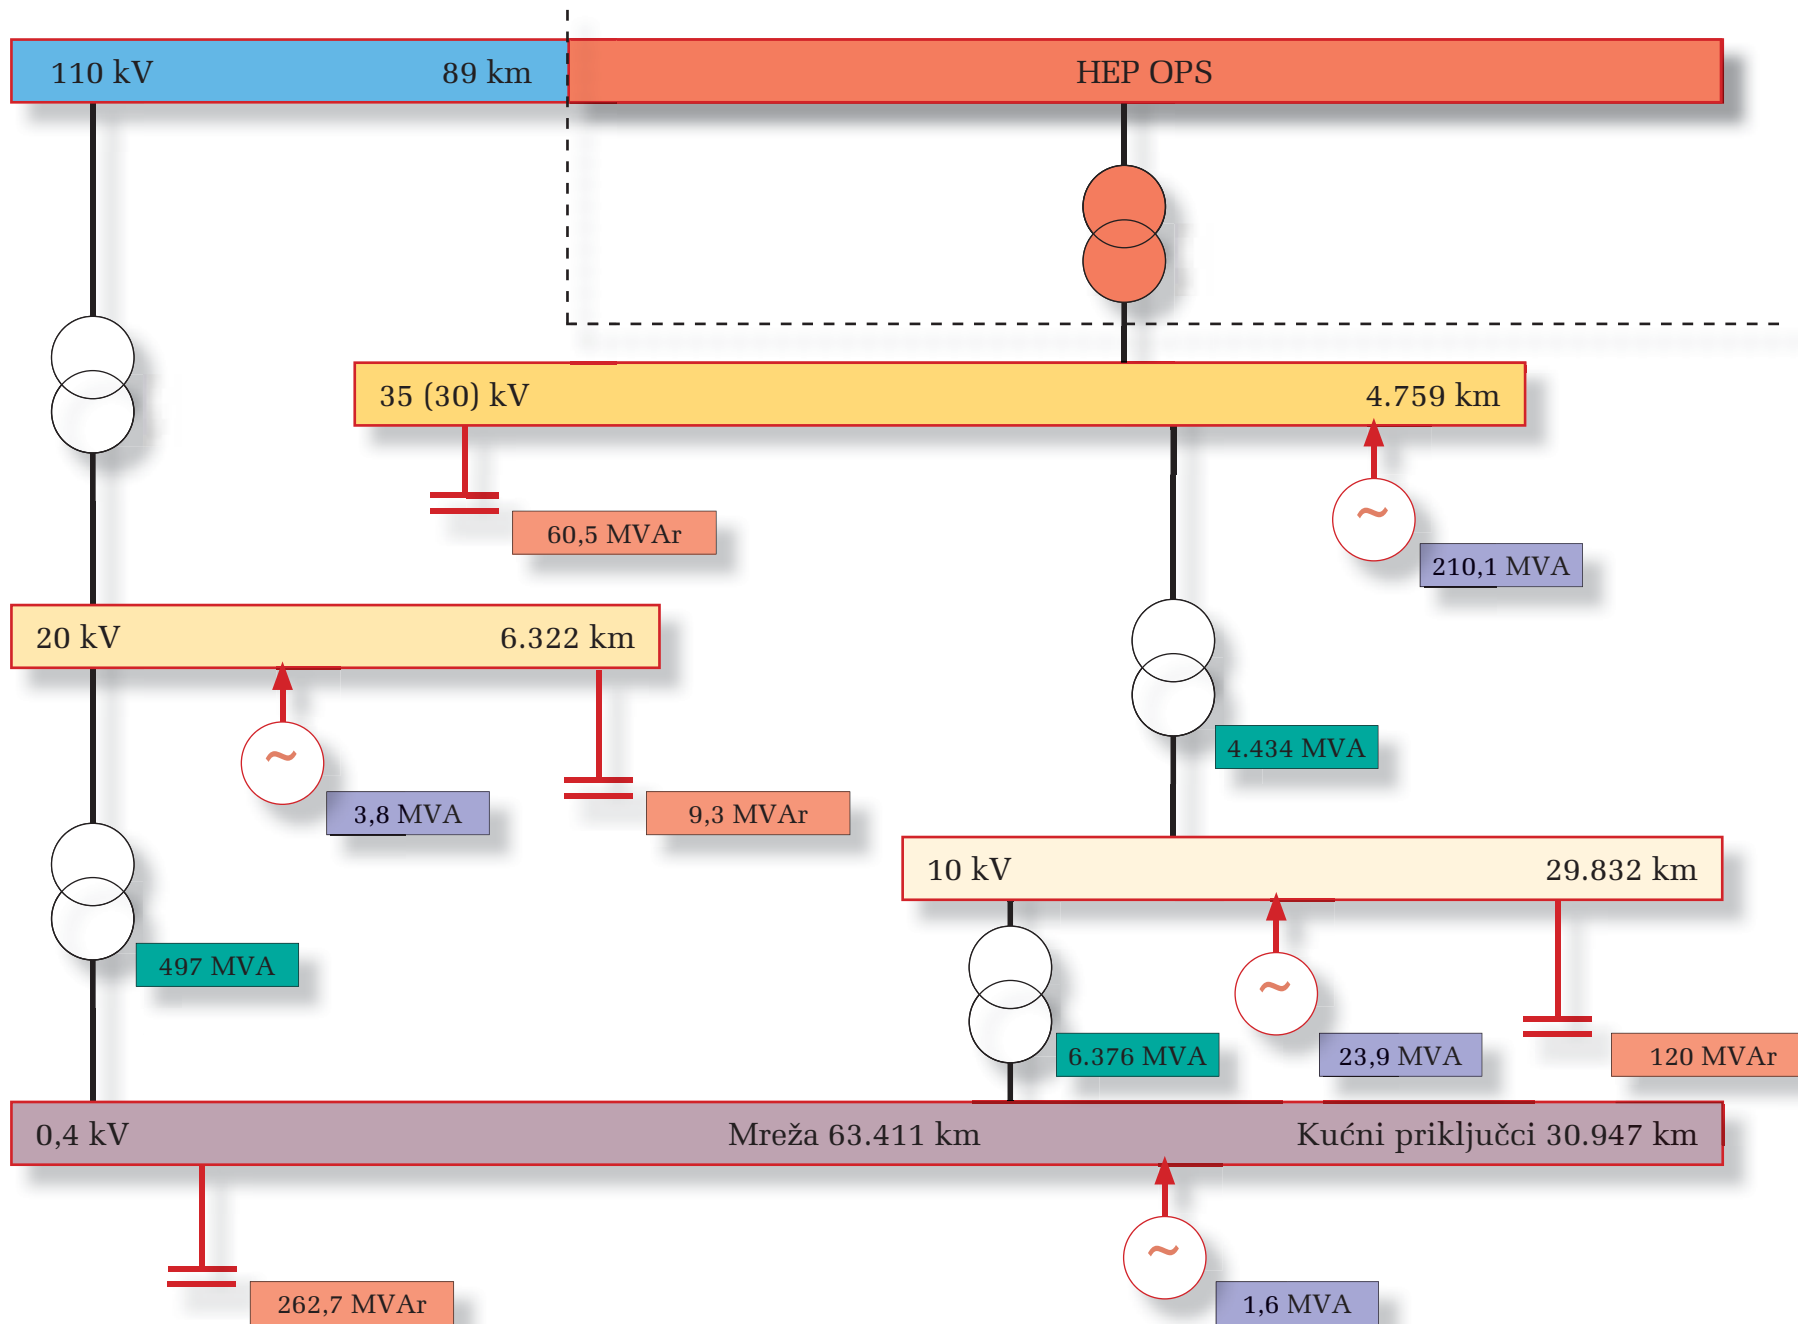 110 kV 89 km HEP OPS
35 (30) kV 4.759 km
60,5 MVAr
210,1 MVA
20 kV 6.322 km
4.434 MVA
3,8 MVA 9,3 MVAr
10 kV 29.832 km
497 MVA
6.376 MVA 23,9 MVA 120 MVAr
0,4 kV Mreža 63.411 km Kućni priključci 30.947 km
262,7 MVAr 1,6 MVA